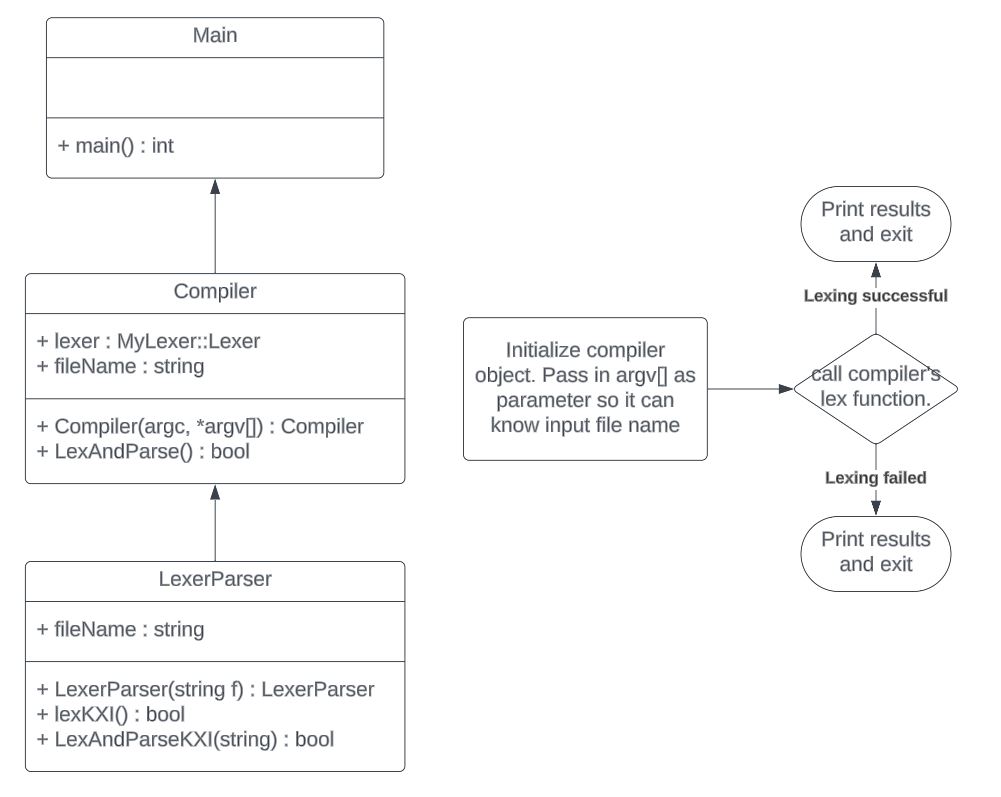 Main
+ main() : int
Compiler
+ lexer : MyLexer::Lexer
+ fileName : string
+ Compiler(argc, *argv[]) : Compiler
+ LexAndParse() : bool
LexerParser
+ fileName : string
+ LexerParser(string f) : LexerParser
+ lexKXI() : bool
+ LexAndParseKXI(string) : bool
Initialize compiler
object. Pass in argv[] as
parameter so it can
know input file name
call compiler's
lex function.
Lexing successful
Print results
and exit
Lexing failed
Print results
and exit